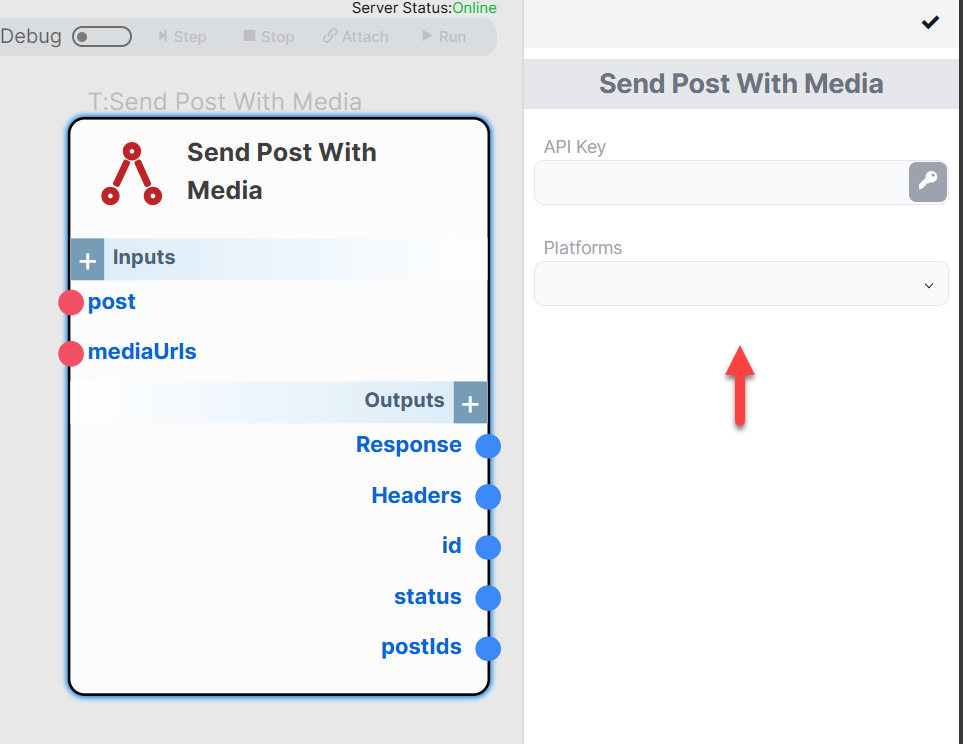 Server Status:Online
Debug
Step
Stop
Attach
Run
T:Send Post With Media
Send Post With
Media
+ Inputs
post
mediaUrls
Outputs +
Response
Headers
id
status
postIds
Send Post With Media
API Key
Platforms